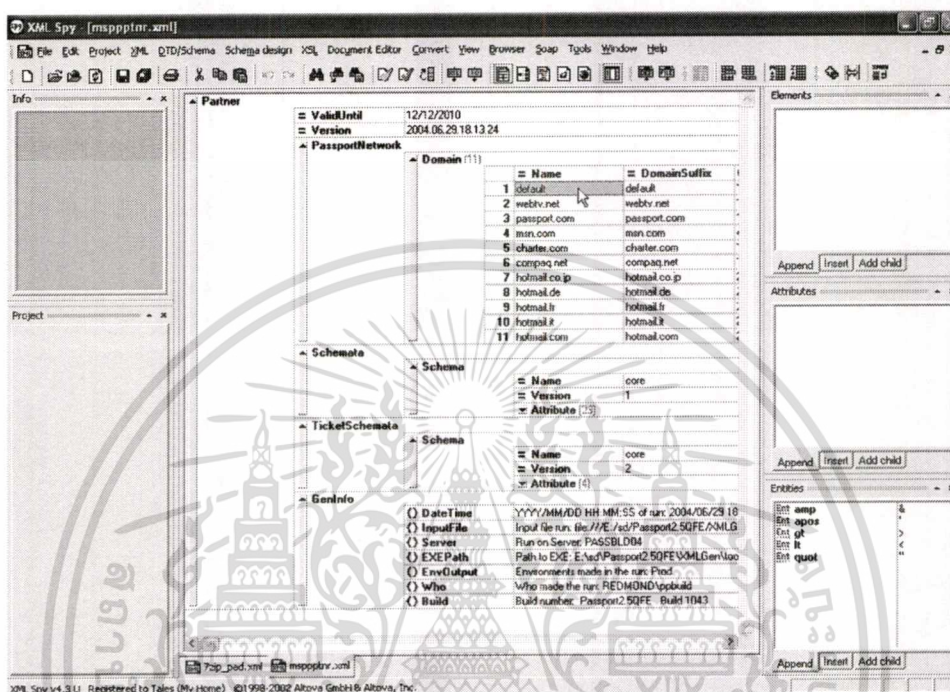 XML Spy - [msppptnr.xml]
File Edit Project XML DTD/Schema Schema design XSL Document Editor Convert View Browser Soap Tools Window Help
Info
Partner
= ValidUntil 12/12/2010
= Version 2004.06.29.18.13.24
PassportNetwork
Domain (11)
= Name = DomainSuffix
1 default default
2 webtv.net webtv.net
3 passport.com passport.com
4 msn.com msn.com
5 charter.com charter.com
6 compaq.net compaq.net
7 hotmail.co.jp hotmail.co.jp
8 hotmail.de hotmail.de
9 hotmail.fr hotmail.fr
10 hotmail.it hotmail.it
11 hotmail.com hotmail.com
Schemata
Schema
= Name core
= Version 1
Attribute (23)
TicketSchemata
Schema
= Name core
= Version 2
Attribute (4)
GenInfo
() DateTime YYYY/MM/DD HH:MM:SS of run: 2004/06/29 18
() InputFile Input file run: file:///E:/sd/Passport2.5QFE/XMLG
() Server Run on Server: PASSBLD04
() EXEPath Path to EXE: E:\sd\Passport2.5QFE\XMLGen\too
() EnvOutput Environments made in the run: Prod
() Who Who made the run: REDMOND\ppbuild
() Build Build number: Passport2.5QFE Build 1043
Project
Elements
Append Insert Add child
Attributes
Append Insert Add child
Entities
Ent amp &
Ent apos '
Ent gt >
Ent lt <
Ent quot "
Append Insert Add child
7zip_pad.xml msppptnr.xml
XML Spy v4.3 U Registered to Tales (My Home) ©1998-2002 Altova GmbH & Altova, Inc.